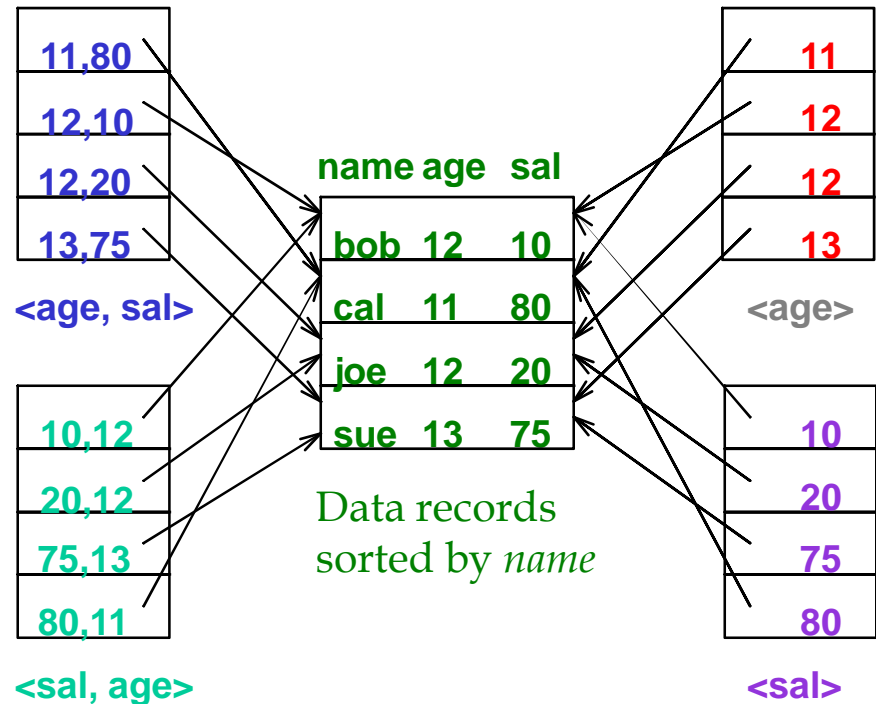 11,80
12,10
12,20
13,75
<age, sal>
10,12
20,12
75,13
80,11
<sal, age>
name age sal
bob 12 10
cal 11 80
joe 12 20
sue 13 75
Data records
sorted by name
11
12
12
13
<age>
10
20
75
80
<sal>